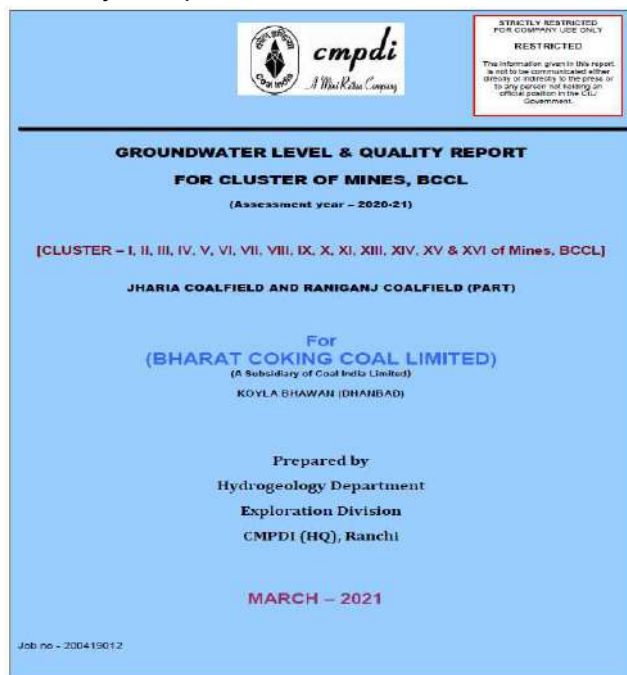 STRICTLY RESTRICTED
FOR COMPANY USE ONLY
RESTRICTED
The information given in this report
is not to be communicated either
directly or indirectly to the press or
to any person not holding an
official position in the CIL/
Government.
cmpdi
A Mini Ratna Company
Coal India
GROUNDWATER LEVEL & QUALITY REPORT
FOR CLUSTER OF MINES, BCCL
(Assessment year – 2020-21)
[CLUSTER – I, II, III, IV, V, VI, VII, VIII, IX, X, XI, XIII, XIV, XV & XVI of Mines, BCCL]
JHARIA COALFIELD AND RANIGANJ COALFIELD (PART)
For
(BHARAT COKING COAL LIMITED)
(A Subsidiary of Coal India Limited)
KOYLA BHAWAN (DHANBAD)
Prepared by
Hydrogeology Department
Exploration Division
CMPDI (HQ), Ranchi
MARCH – 2021
Job no - 200419012